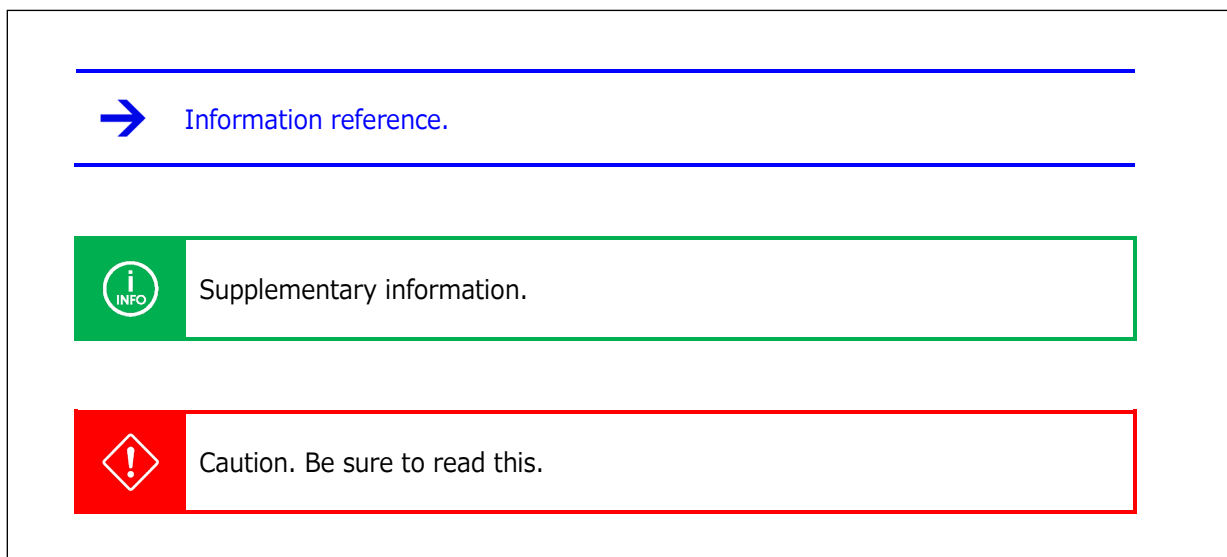 Information reference.
i
INFO
Supplementary information.
!
Caution. Be sure to read this.